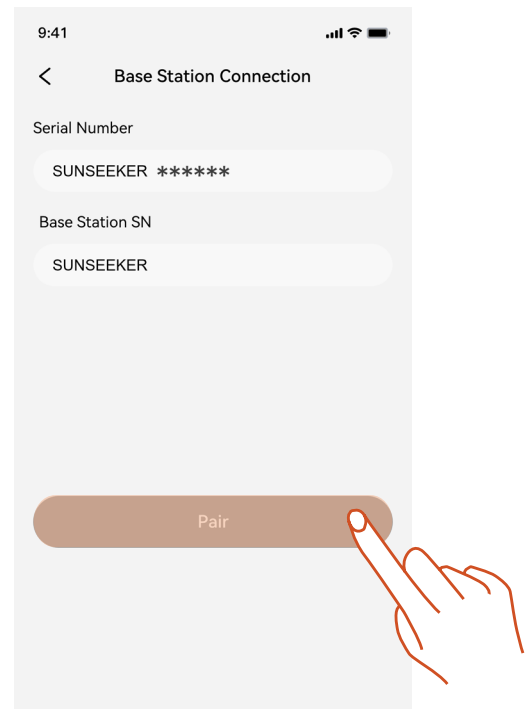 9:41
Base Station Connection
Serial Number
SUNSEEKER ******
Base Station SN
SUNSEEKER
Pair